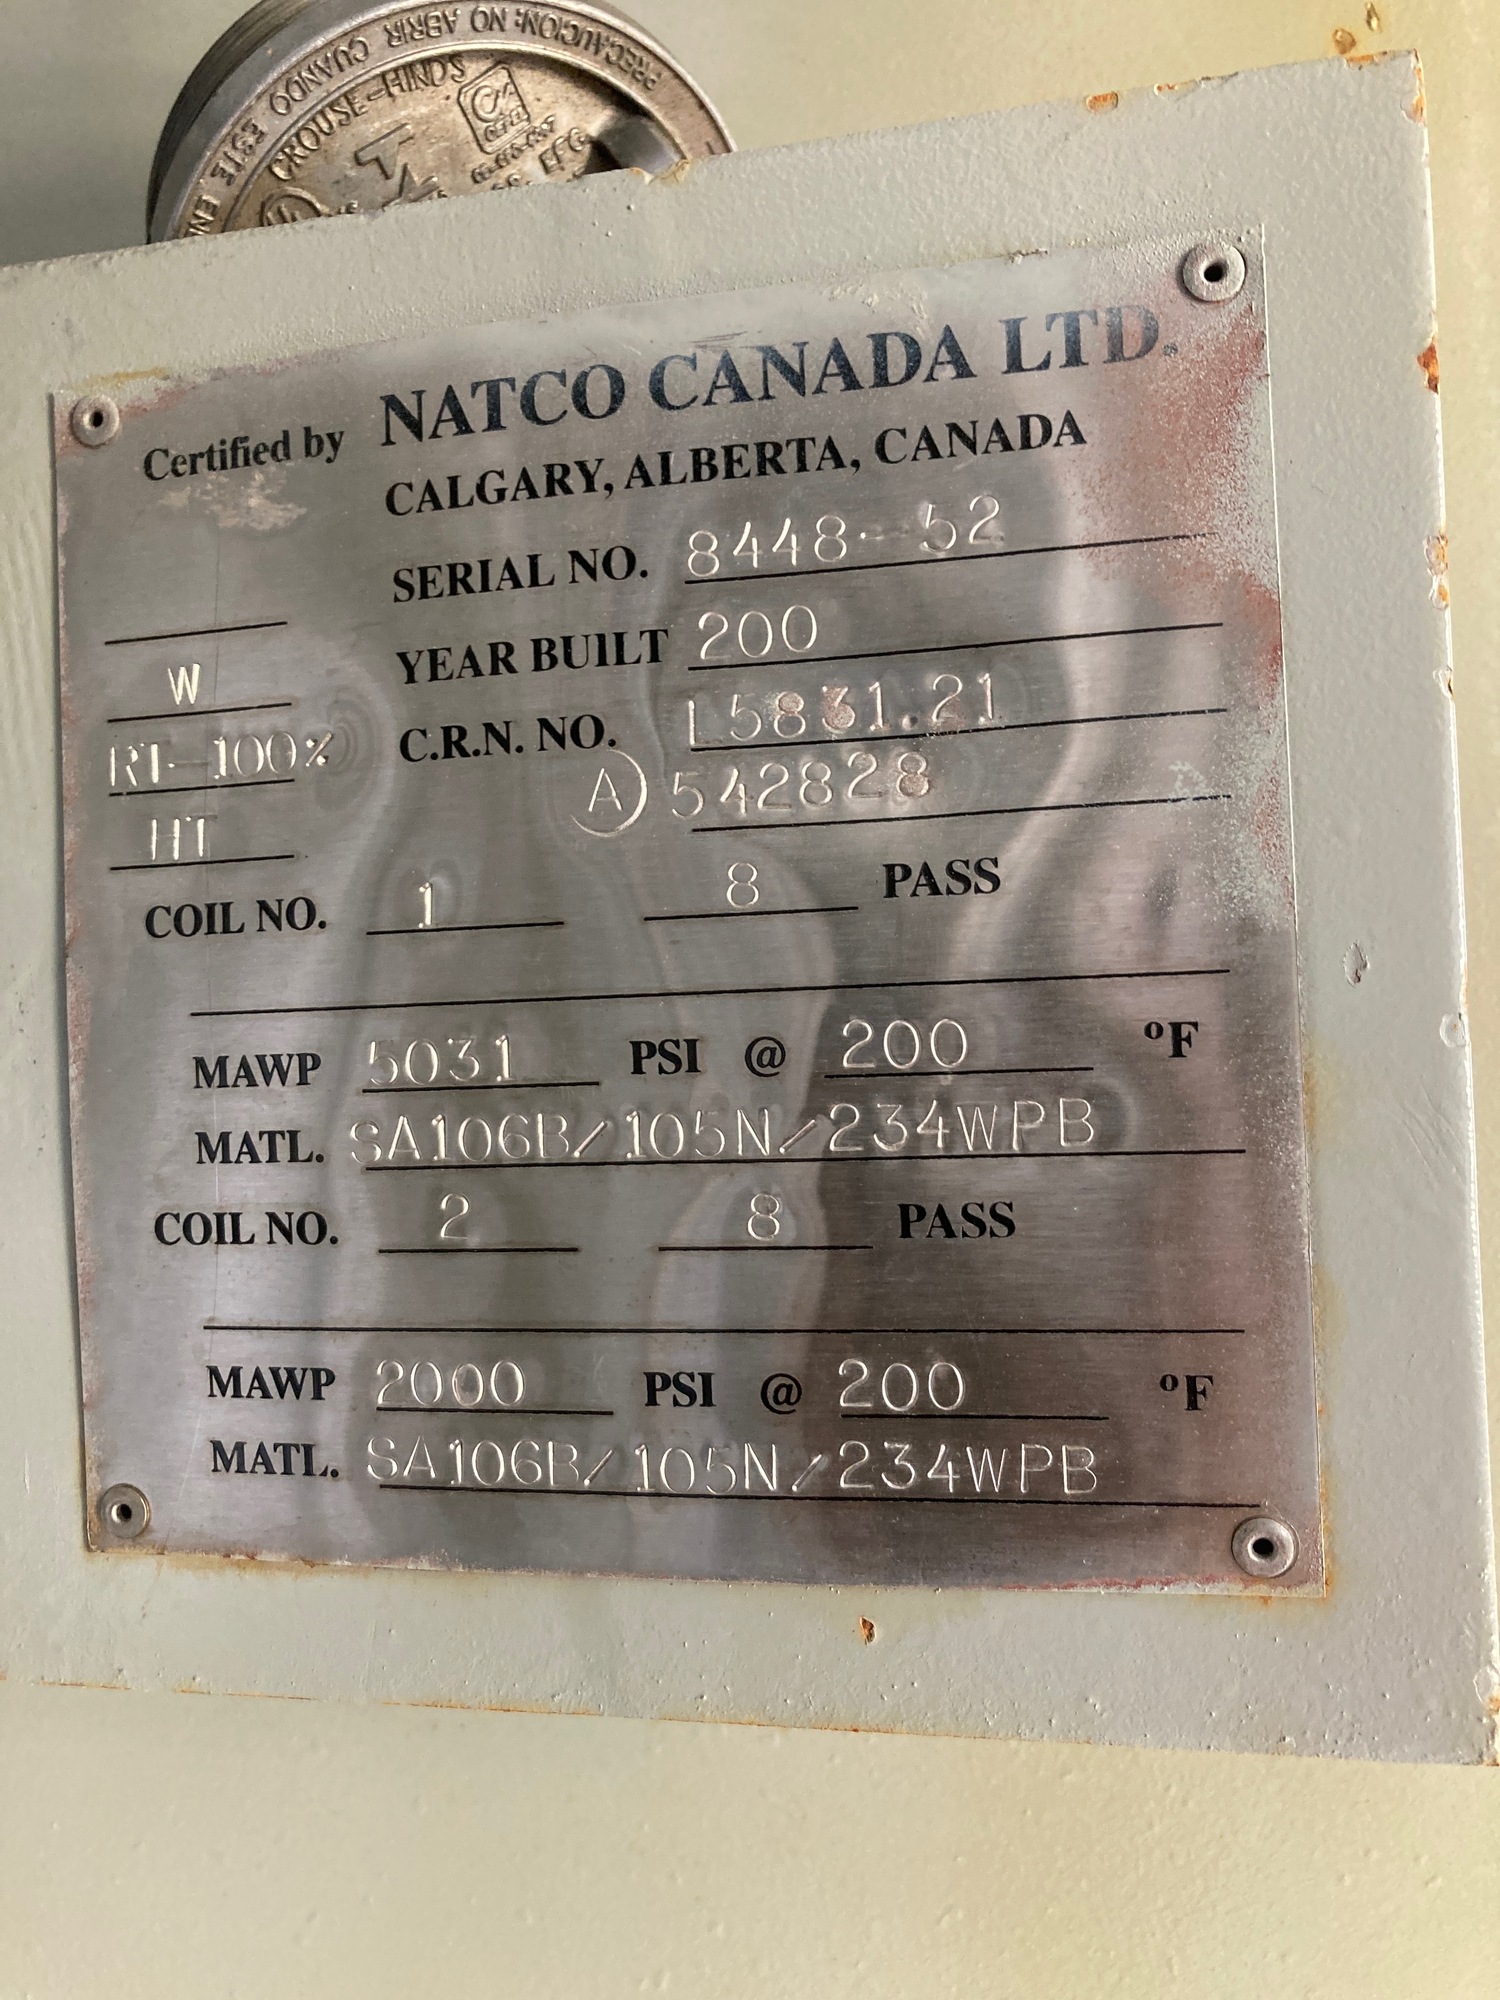 PRECAUCION: NO ABRIR CUANDO ESTE EN
CROUSE-HINDS
Certified by NATCO CANADA LTD.
CALGARY, ALBERTA, CANADA
SERIAL NO. 8448-52
YEAR BUILT 200
W
C.R.N. NO. L5831.21
RT-100%
A 542828
HT
COIL NO. 1 8 PASS
MAWP 5031 PSI @ 200 °F
MATL. SA106B/105N/234WPB
COIL NO. 2 8 PASS
MAWP 2000 PSI @ 200 °F
MATL. SA106B/105N/234WPB